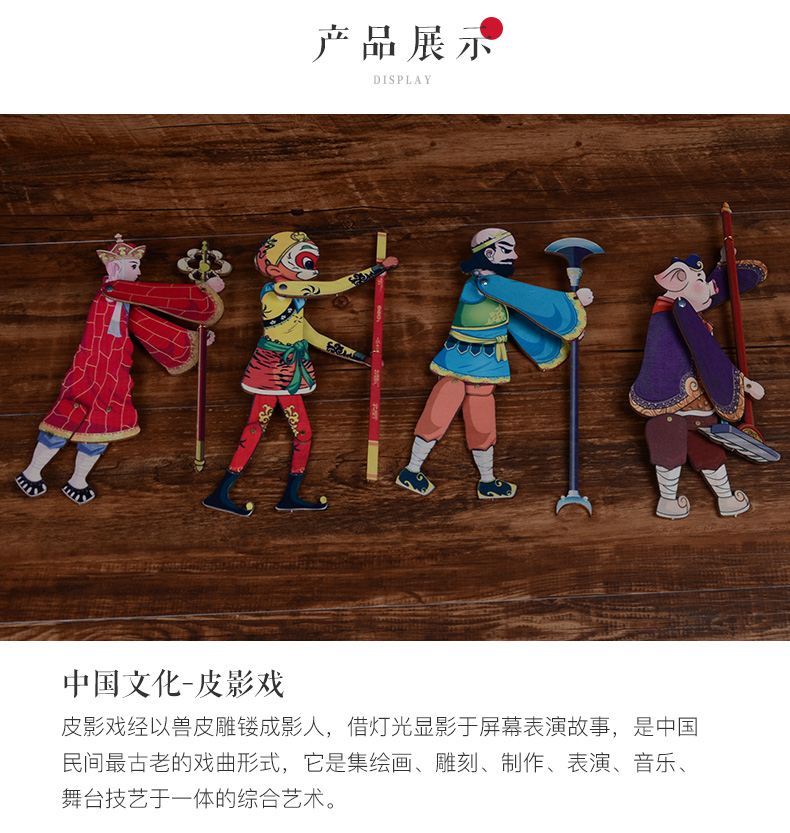 产品展示
DISPLAY
中国文化-皮影戏
皮影戏经以兽皮雕镂成影人，借灯光显影于屏幕表演故事，是中国
民间最古老的戏曲形式，它是集绘画、雕刻、制作、表演、音乐、
舞台技艺于一体的综合艺术。